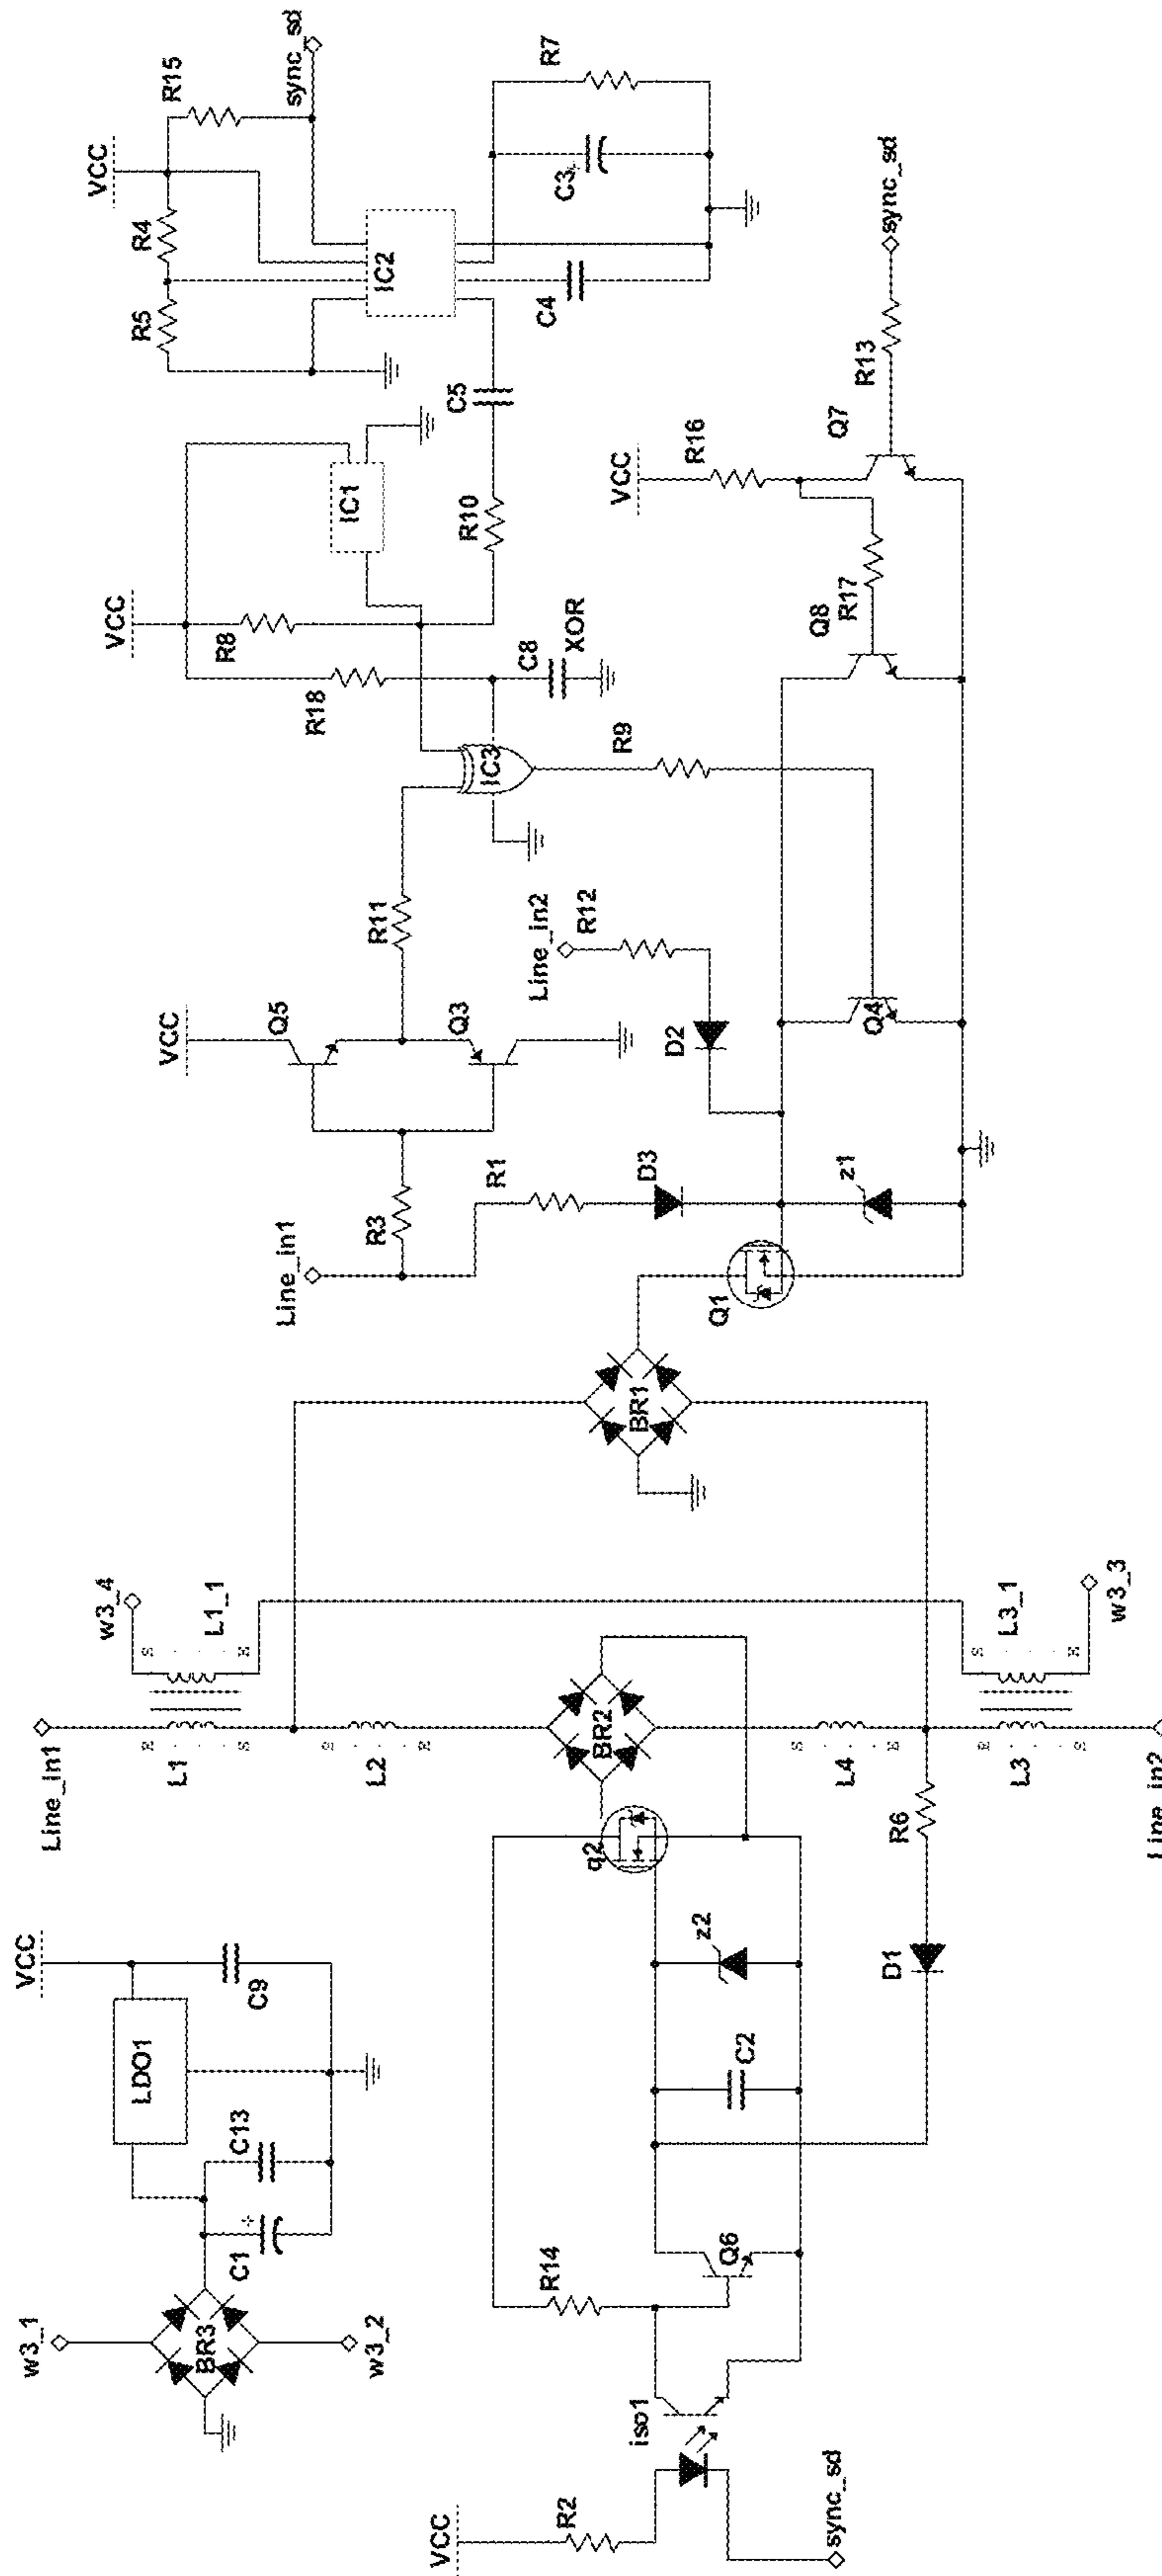 VCC
R2
sync_sd
iso1
w3_1
BR3
w3_2
C1
+
C13
LDO1
VCC
C9
R14
Q6
C2
z2
D1
R6
q2
Line_in1
L1
E
S
S
E
L2
S
E
BR2
L4
S
E
L3
E
S
Line_in2
w3_4
L1_1
S
E
L3_1
S
E
w3_3
BR1
Q1
Line_in1
R3
R1
D3
z1
VCC
Q5
Q3
D2
Line_in2
R12
Q4
R11
IC3
R9
VCC
R8
R18
C8
XOR
IC1
R10
C5
Q8
R17
VCC
R16
Q7
R13
sync_sd
VCC
R5
R4
R15
sync_sd
IC2
C4
C3
+
R7